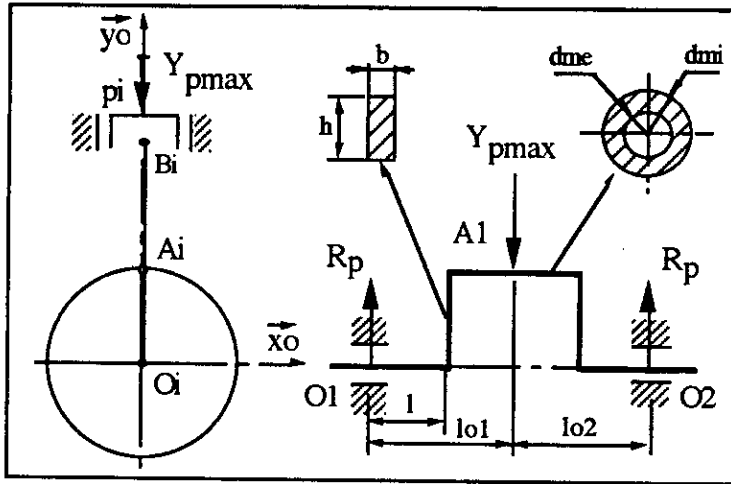 yo
Ypmax
pi
Bi
Ai
xo
Oi
b
h
dme
dmi
Ypmax
A1
Rp
Rp
O1
O2
l
lo1
lo2